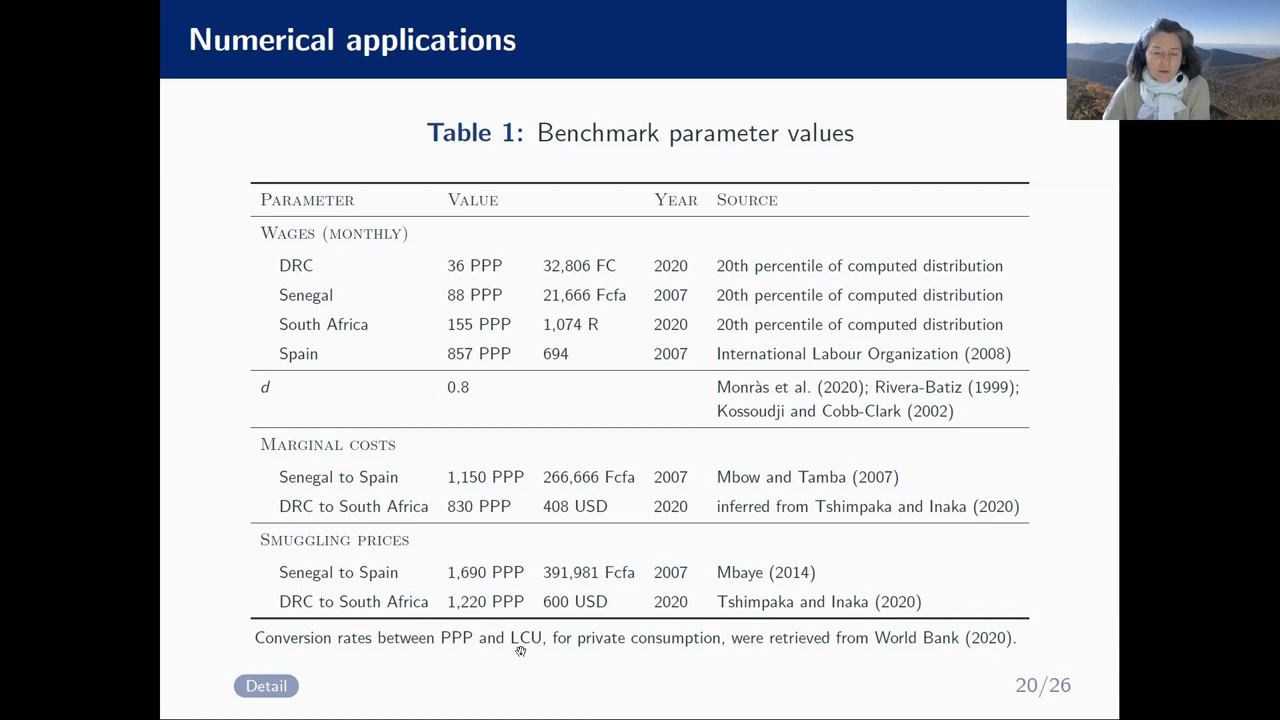 Numerical applications
Table 1: Benchmark parameter values
PARAMETER VALUE YEAR SOURCE
WAGES (MONTHLY)
DRC 36 PPP 32,806 FC 2020 20th percentile of computed distribution
Senegal 88 PPP 21,666 Fcfa 2007 20th percentile of computed distribution
South Africa 155 PPP 1,074 R 2020 20th percentile of computed distribution
Spain 857 PPP 694 2007 International Labour Organization (2008)
d 0.8 Monràs et al. (2020); Rivera-Batiz (1999);
Kossoudji and Cobb-Clark (2002)
MARGINAL COSTS
Senegal to Spain 1,150 PPP 266,666 Fcfa 2007 Mbow and Tamba (2007)
DRC to South Africa 830 PPP 408 USD 2020 inferred from Tshimpaka and Inaka (2020)
SMUGGLING PRICES
Senegal to Spain 1,690 PPP 391,981 Fcfa 2007 Mbaye (2014)
DRC to South Africa 1,220 PPP 600 USD 2020 Tshimpaka and Inaka (2020)
Conversion rates between PPP and LCU, for private consumption, were retrieved from World Bank (2020).
Detail
20/26